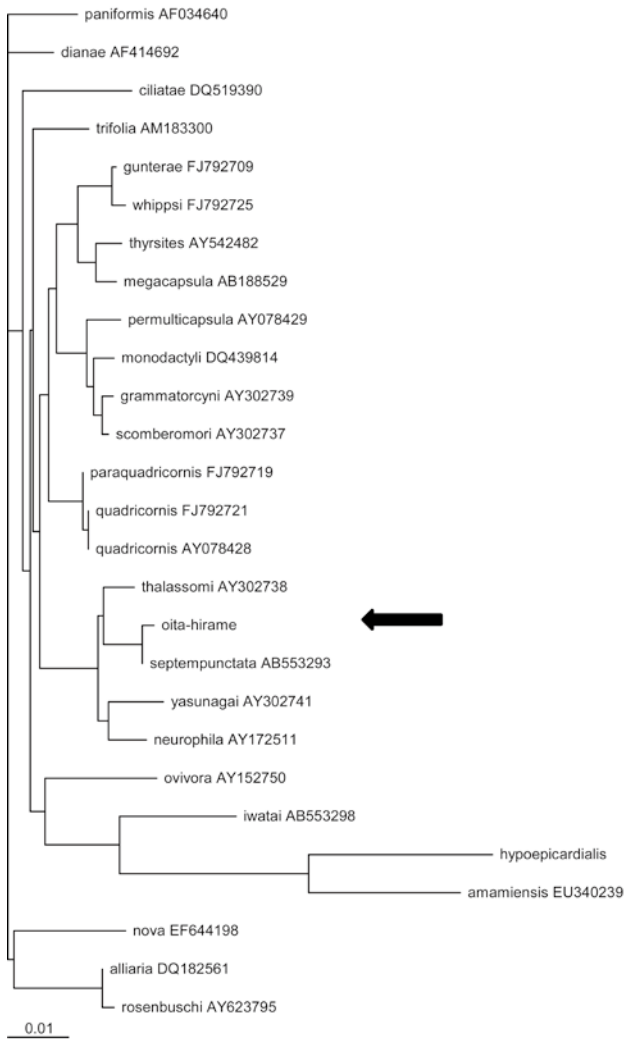 paniformis AF034640
dianae AF414692
ciliatae DQ519390
trifolia AM183300
gunterae FJ792709
whippsi FJ792725
thyrsites AY542482
megacapsula AB188529
permulticapsula AY078429
monodactyli DQ439814
grammatorcyni AY302739
scomberomori AY302737
paraquadricornis FJ792719
quadricornis FJ792721
quadricornis AY078428
thalassomi AY302738
oita-hirame
septempunctata AB553293
yasunagai AY302741
neurophila AY172511
ovivora AY152750
iwatai AB553298
hypoepicardialis
amamiensis EU340239
nova EF644198
alliaria DQ182561
rosenbuschi AY623795
0.01